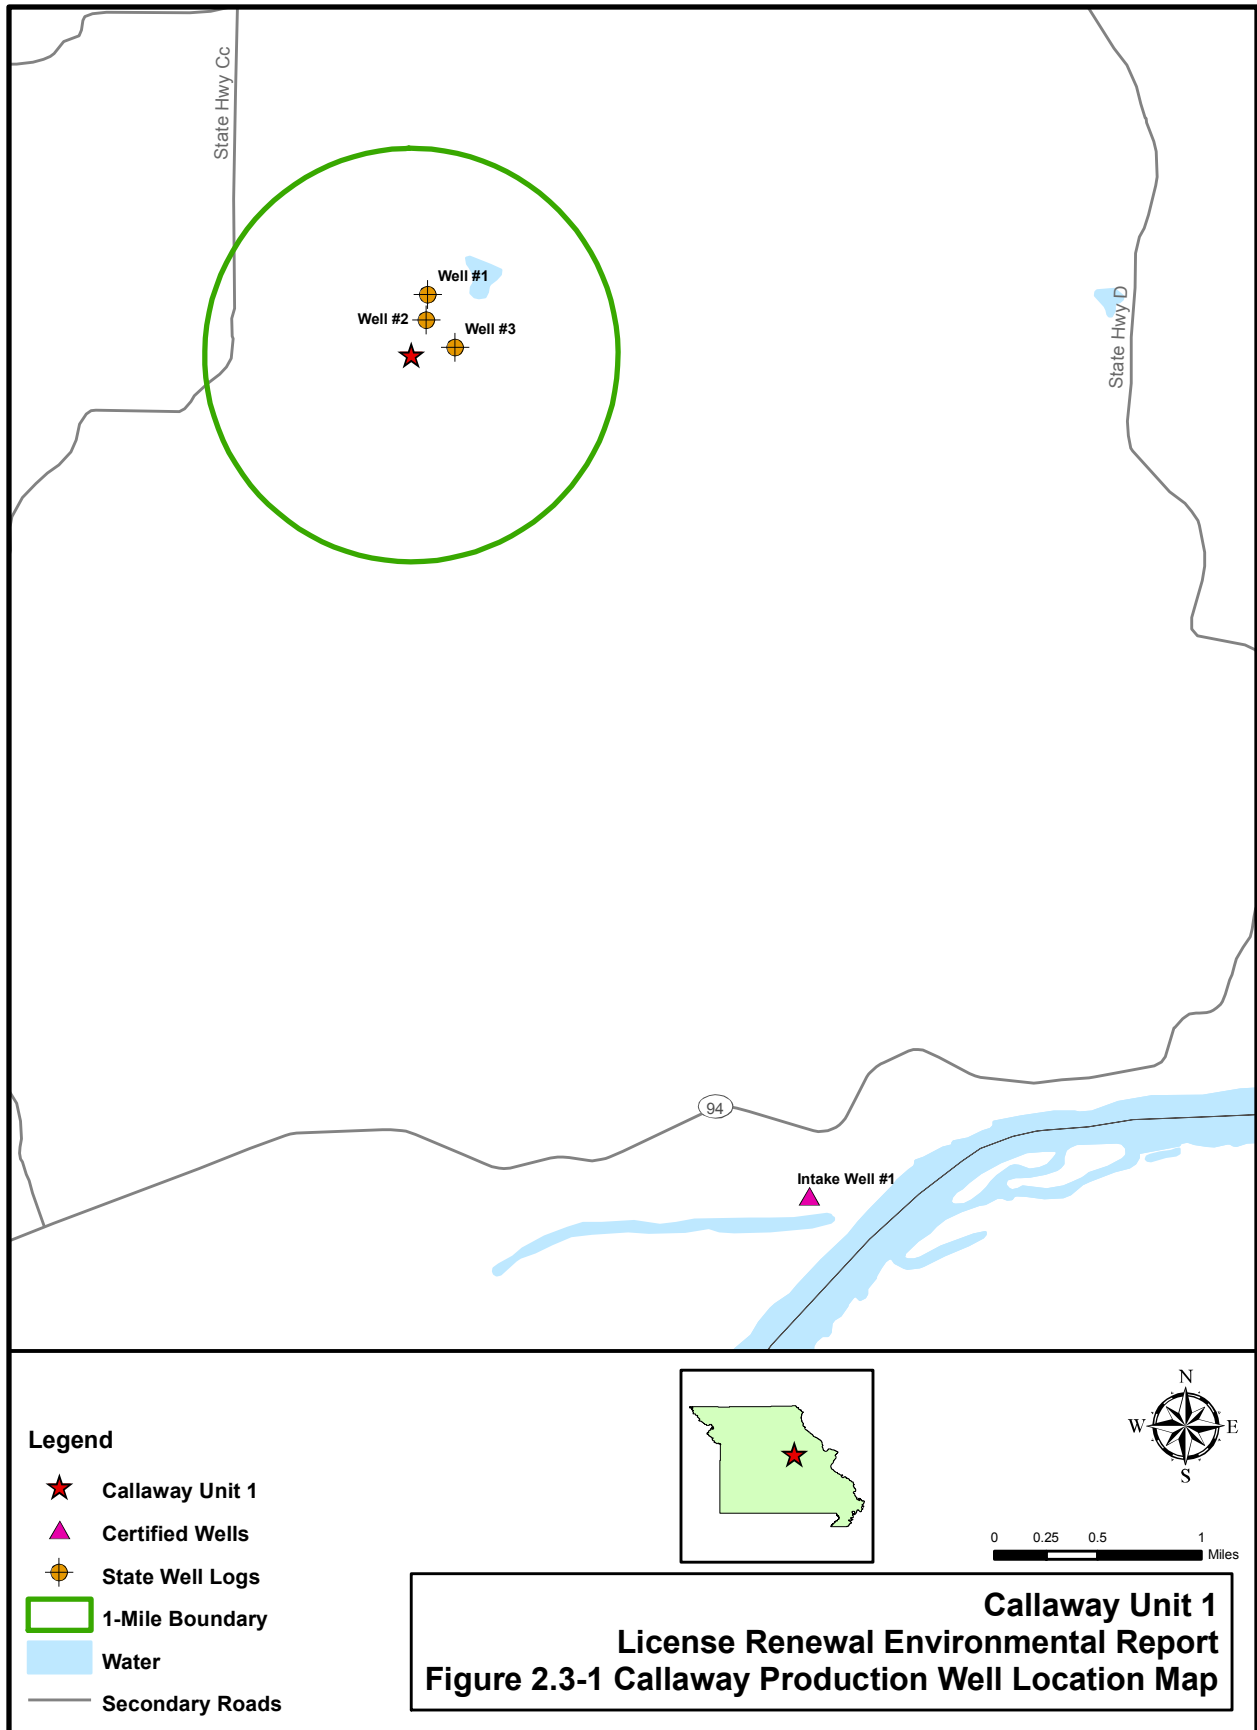 State Hwy Cc
Well #1
Well #2
Well #3
State Hwy D
94
Intake Well #1
Legend
Callaway Unit 1
Certified Wells
State Well Logs
1-Mile Boundary
Water
Secondary Roads
N
W
E
S
0 0.25 0.5 1
Miles
Callaway Unit 1
License Renewal Environmental Report
Figure 2.3-1 Callaway Production Well Location Map